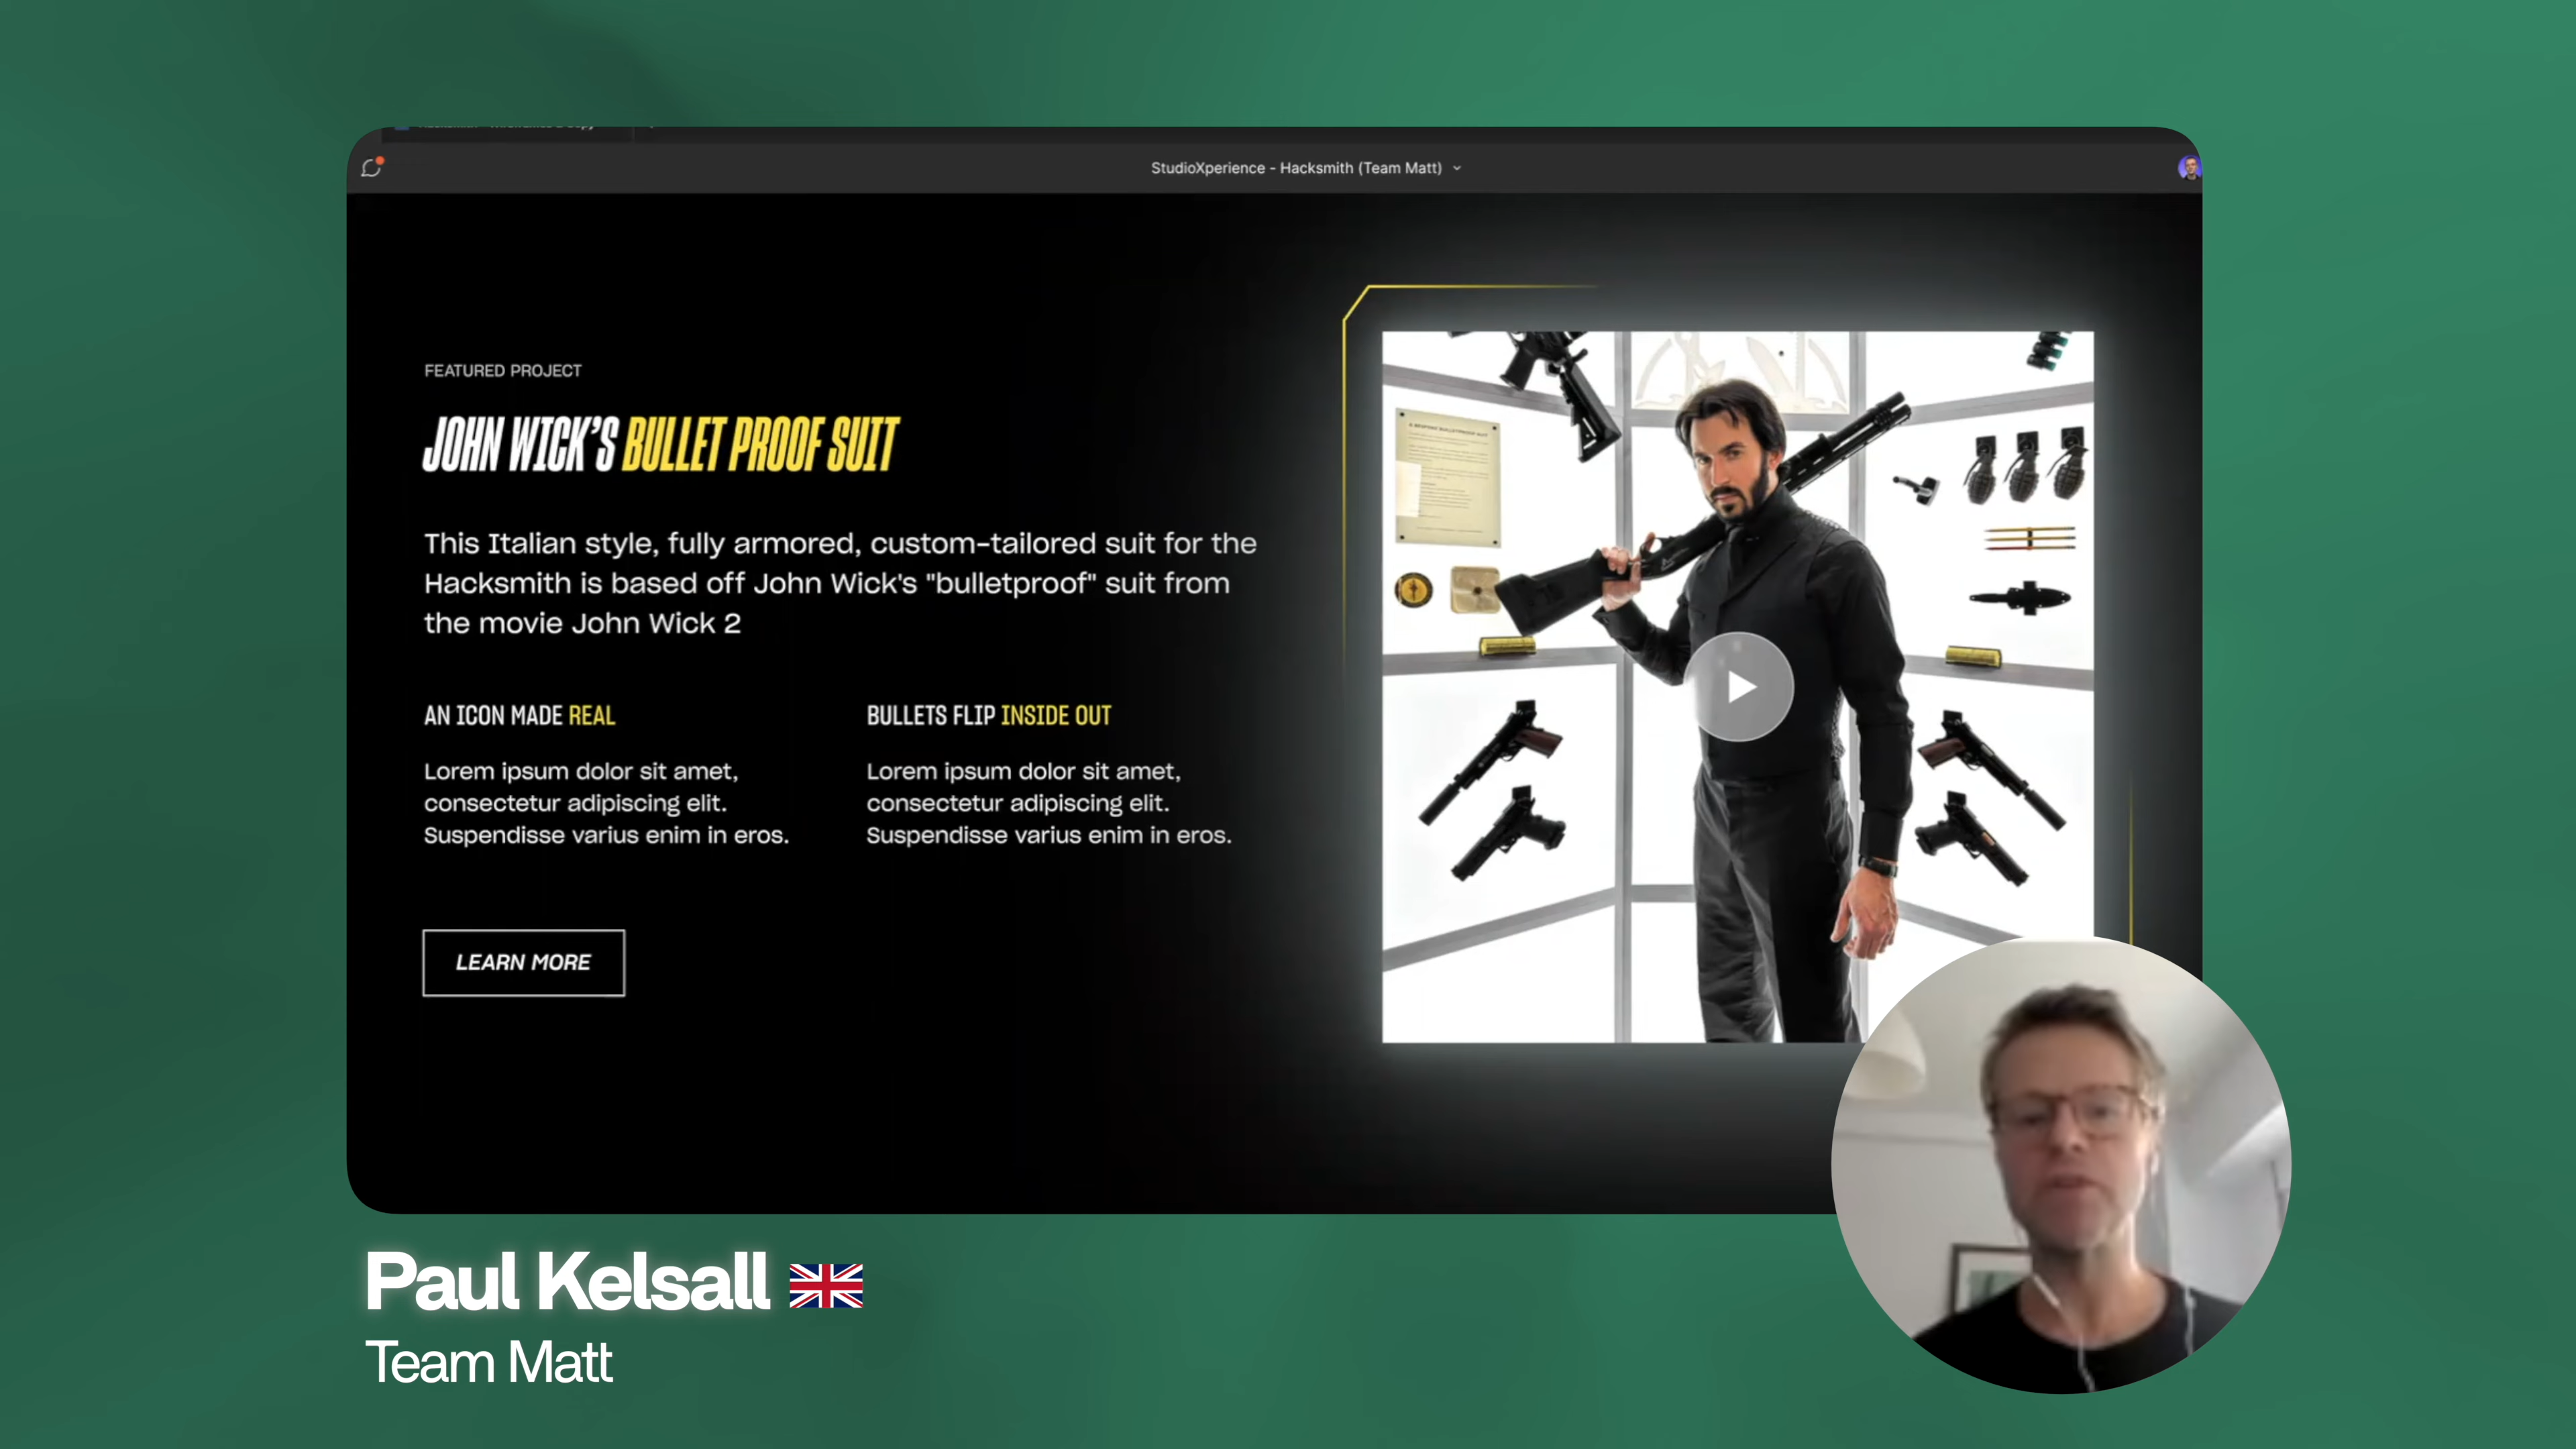 StudioXperience - Hacksmith (Team Matt)
FEATURED PROJECT
JOHN WICK'S BULLET PROOF SUIT
This Italian style, fully armored, custom-tailored suit for the
Hacksmith is based off John Wick's "bulletproof" suit from
the movie John Wick 2
AN ICON MADE REAL
Lorem ipsum dolor sit amet,
consectetur adipiscing elit.
Suspendisse varius enim in eros.
BULLETS FLIP INSIDE OUT
Lorem ipsum dolor sit amet,
consectetur adipiscing elit.
Suspendisse varius enim in eros.
LEARN MORE
Paul Kelsall
Team Matt